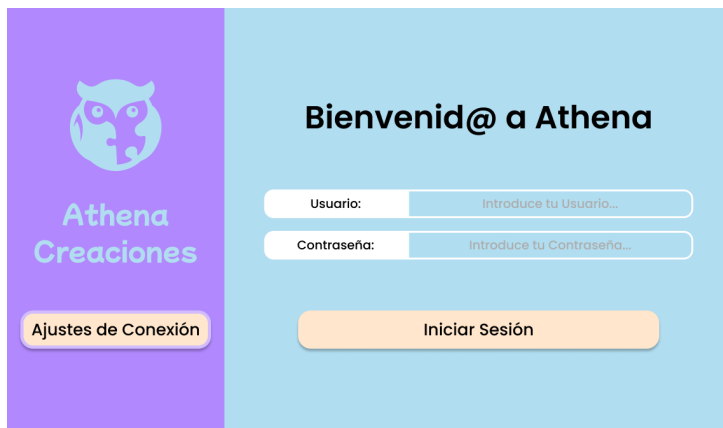 Athena
Creaciones
Ajustes de Conexión
Bienvenid@ a Athena
Usuario:
Introduce tu Usuario...
Contraseña:
Introduce tu Contraseña...
Iniciar Sesión